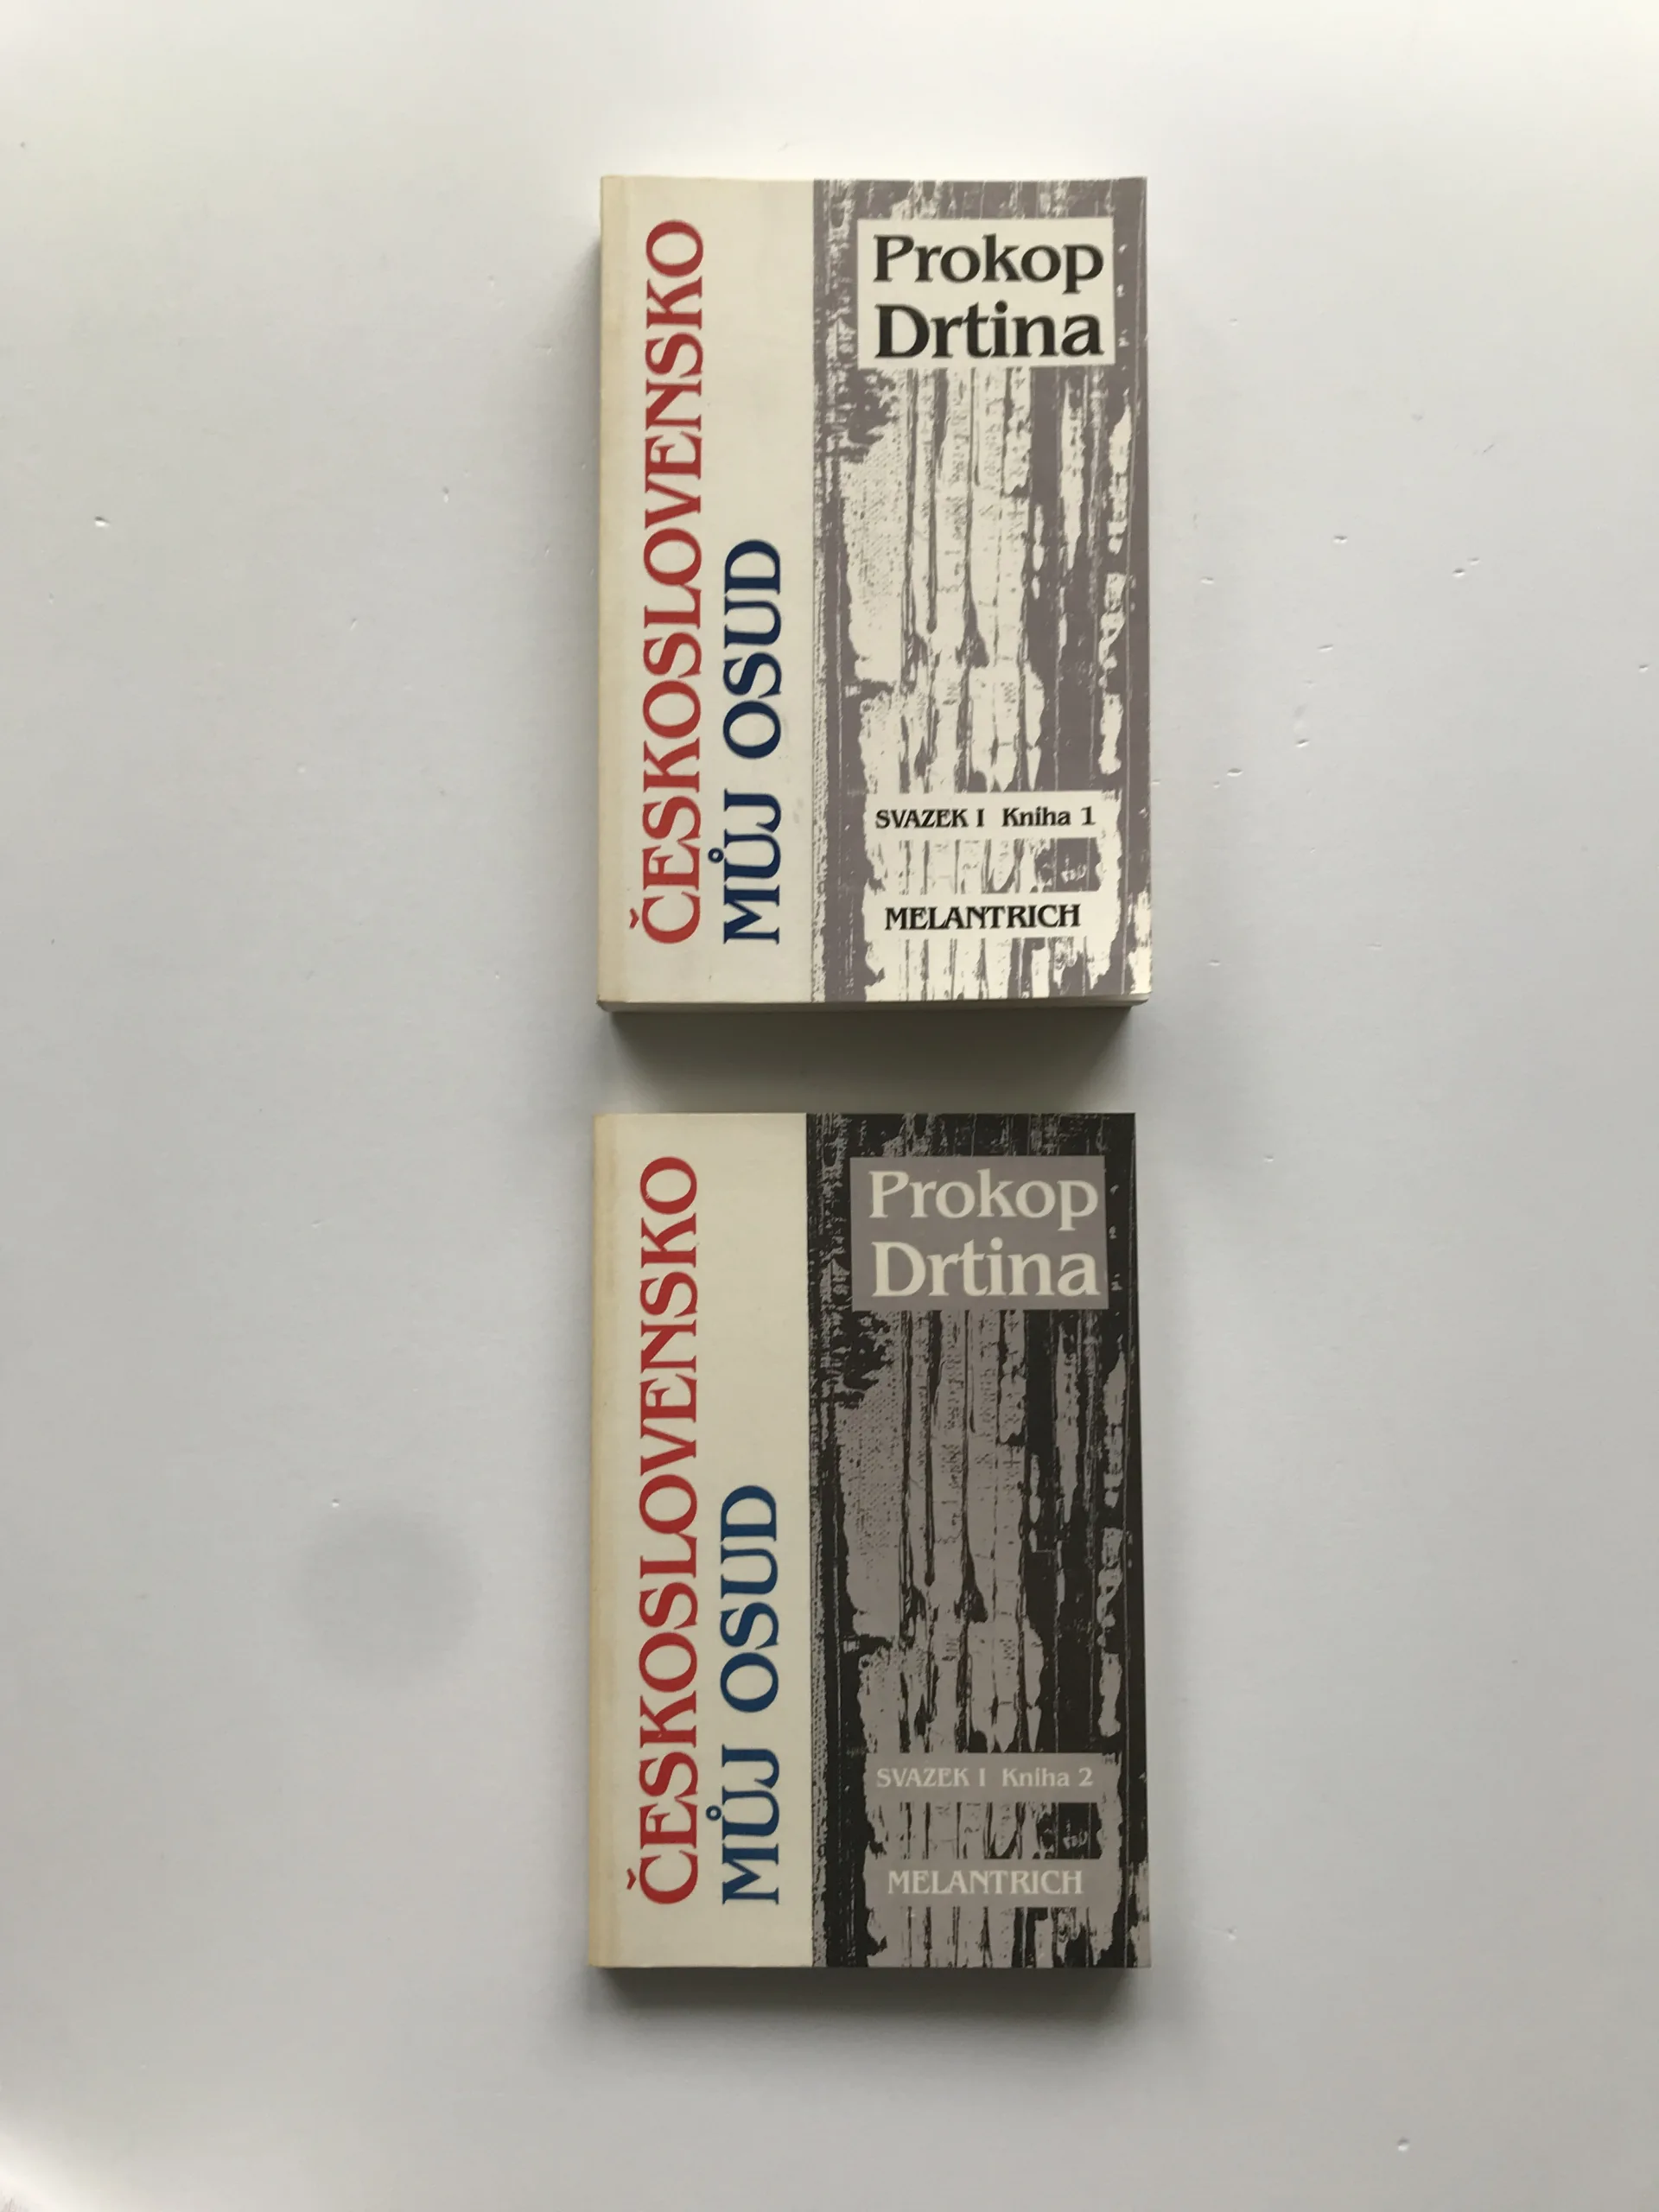 ČESKOSLOVENSKO
MŮJ OSUD
Prokop
Drtina
SVAZEK I Kniha 1
MELANTRICH
ČESKOSLOVENSKO
MŮJ OSUD
Prokop
Drtina
SVAZEK I Kniha 2
MELANTRICH